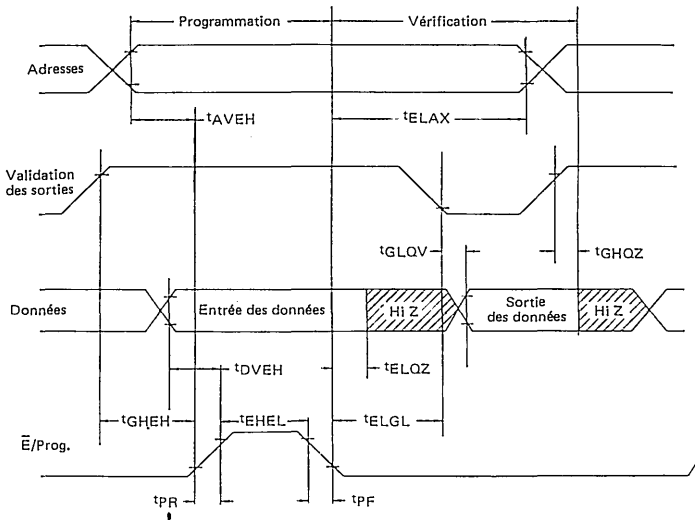 Programmation
Vérification
Adresses
tAVEH
tELAX
Validation
des sorties
tGLQV
tGHQZ
Données
Entrée des données
Hi Z
Sortie
des données
Hi Z
tDVEH
tELQZ
tGHEH
tEHEL
tELGL
E̅/Prog.
tPR
tPF